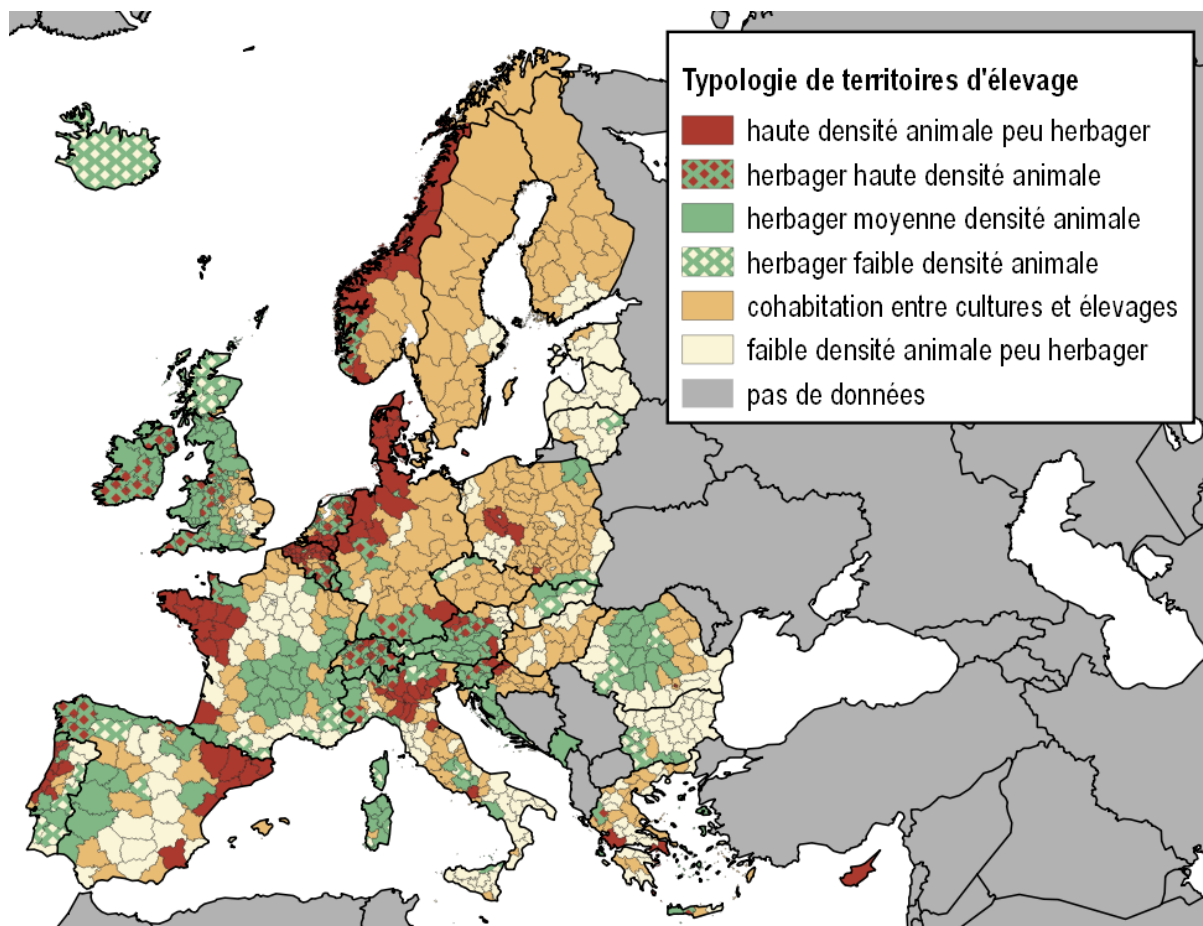 Typologie de territoires d'élevage
haute densité animale peu herbager
herbager haute densité animale
herbager moyenne densité animale
herbager faible densité animale
cohabitation entre cultures et élevages
faible densité animale peu herbager
pas de données